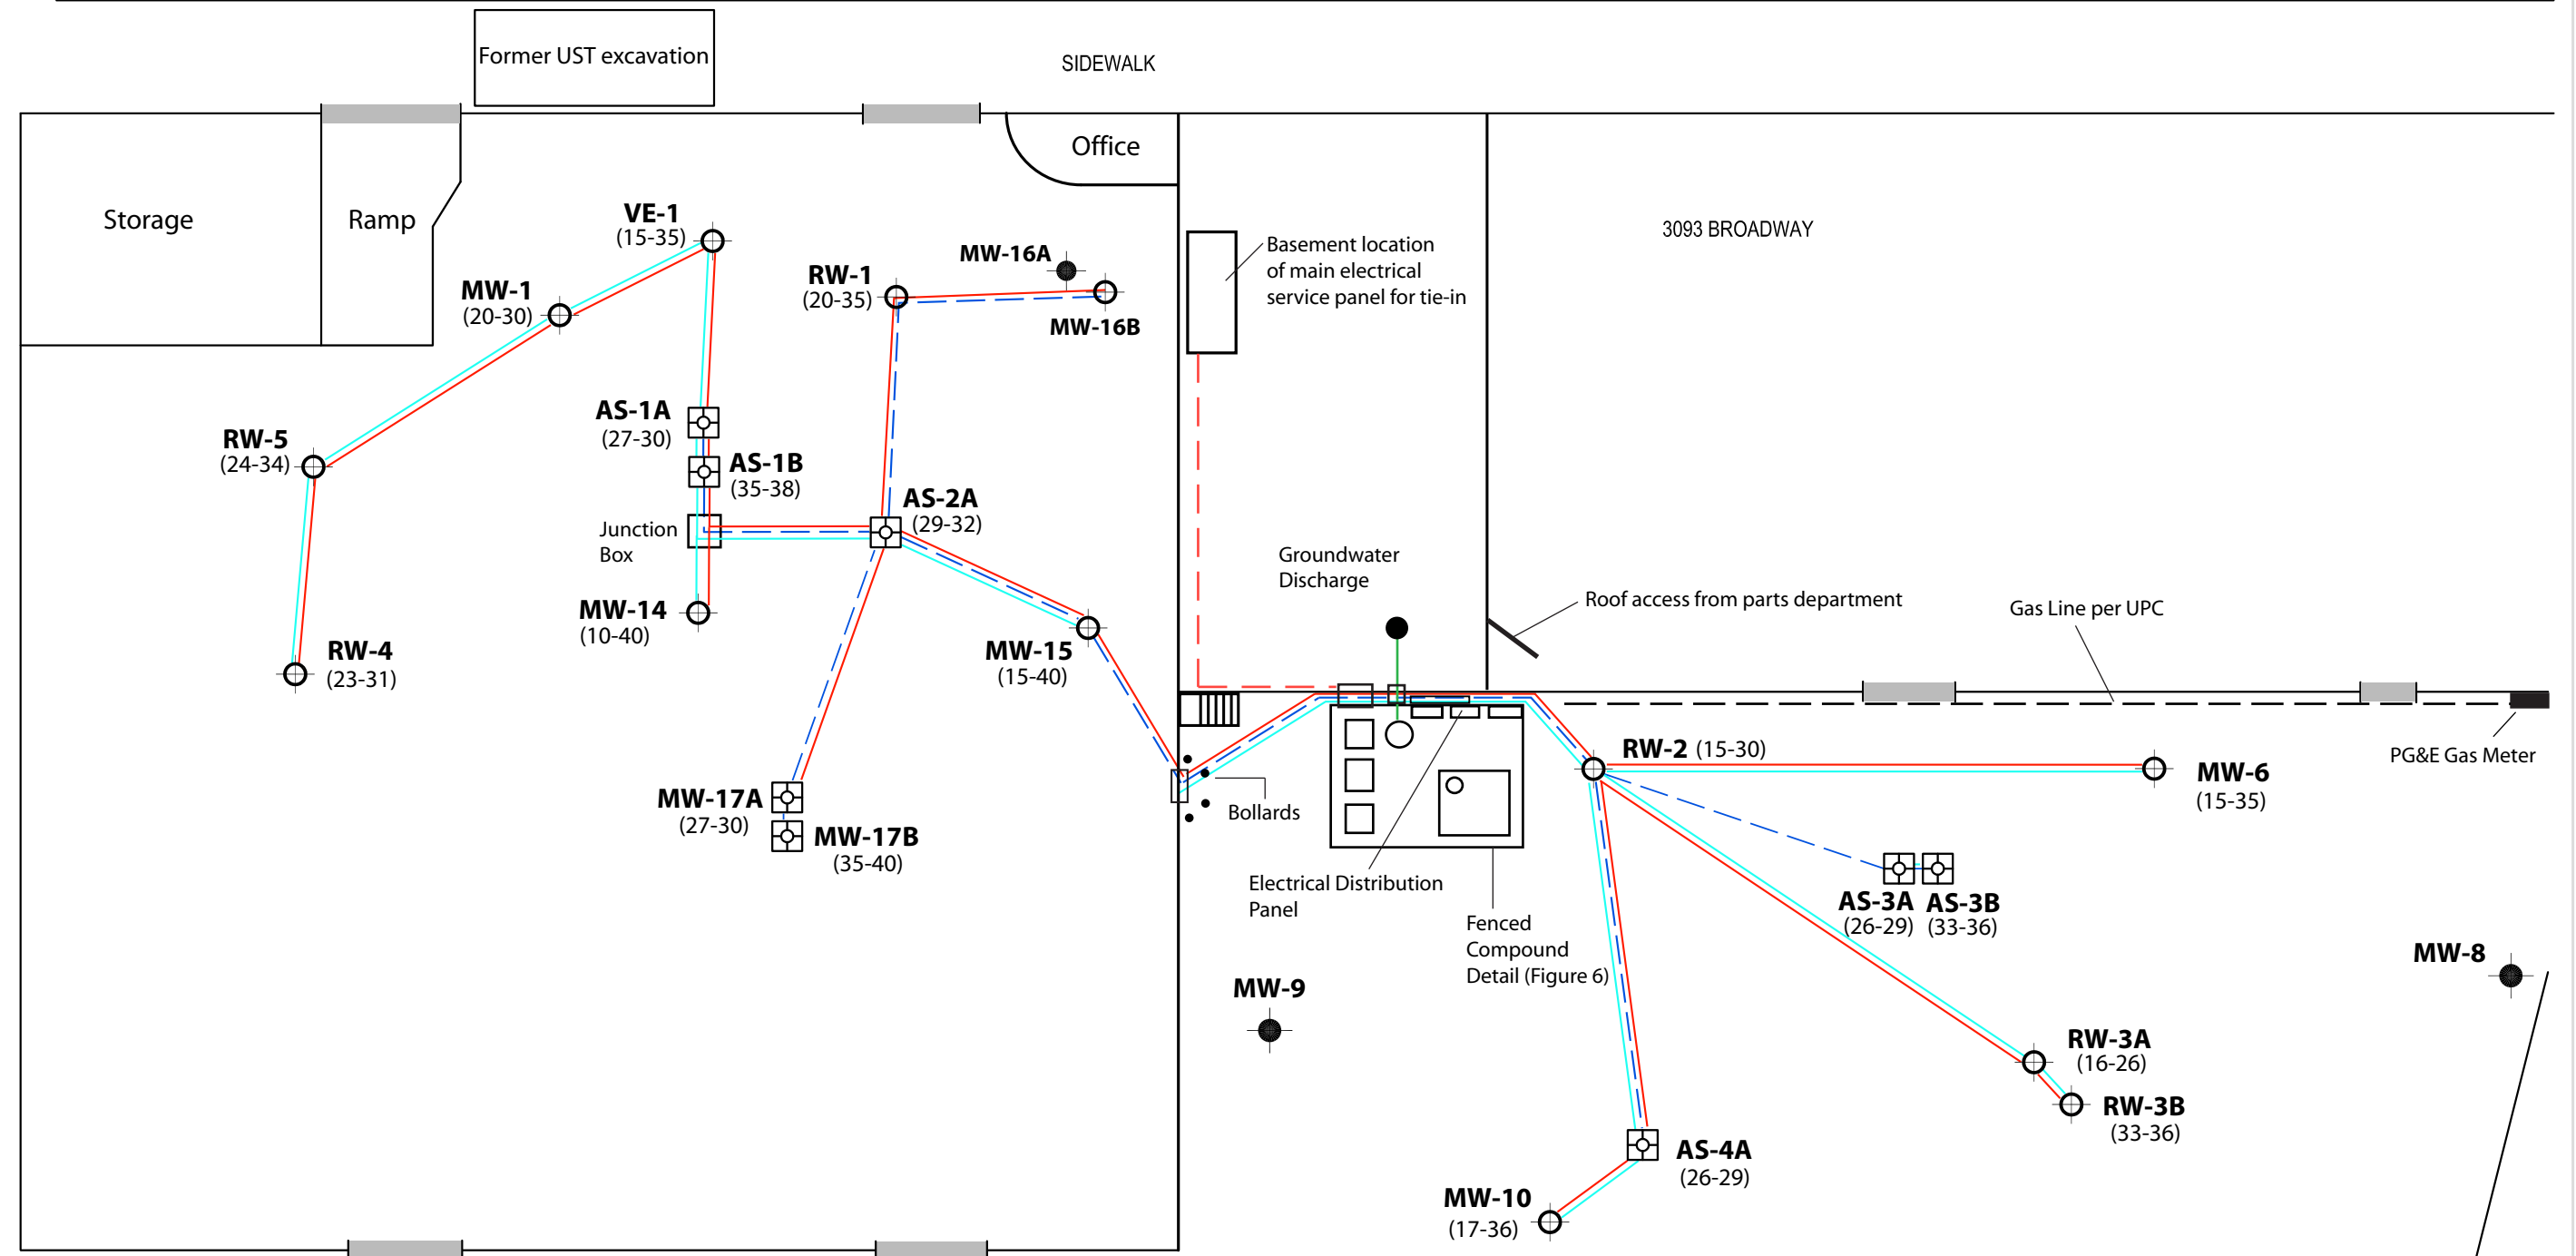 Former UST excavation
SIDEWALK
Office
Storage
Ramp
VE-1
(15-35)
3093 BROADWAY
MW-16A
Basement location
of main electrical
service panel for tie-in
RW-1
(20-35)
MW-1
(20-30)
MW-16B
AS-1A
(27-30)
RW-5
(24-34)
AS-1B
(35-38)
AS-2A
(29-32)
Junction
Box
Groundwater
Discharge
MW-14
(10-40)
Roof access from parts department
Gas Line per UPC
RW-4
(23-31)
MW-15
(15-40)
RW-2 (15-30)
PG&E Gas Meter
MW-6
(15-35)
MW-17A
(27-30)
Bollards
MW-17B
(35-40)
Electrical Distribution
Panel
AS-3A
(26-29)
AS-3B
(33-36)
Fenced
Compound
Detail (Figure 6)
MW-8
MW-9
RW-3A
(16-26)
RW-3B
(33-36)
AS-4A
(26-29)
MW-10
(17-36)